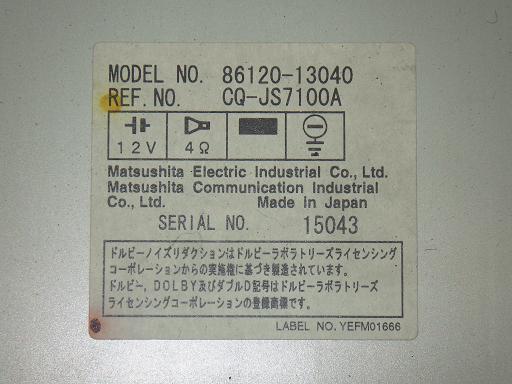 MODEL NO. 86120-13040
REF. NO. CQ-JS7100A
12V 4Ω
Matsushita Electric Industrial Co., Ltd.
Matsushita Communication Industrial
Co., Ltd. Made in Japan
SERIAL NO. 15043
ドルビーノイズリダクションはドルビーラボラトリーズライセンシング
コーポレーションからの実施権に基づき製造されています.
ドルビー, DOLBY及びダブルD記号はドルビーラボラトリーズ
ライセンシングコーポレーションの登録商標です.
LABEL NO. YEFM01666